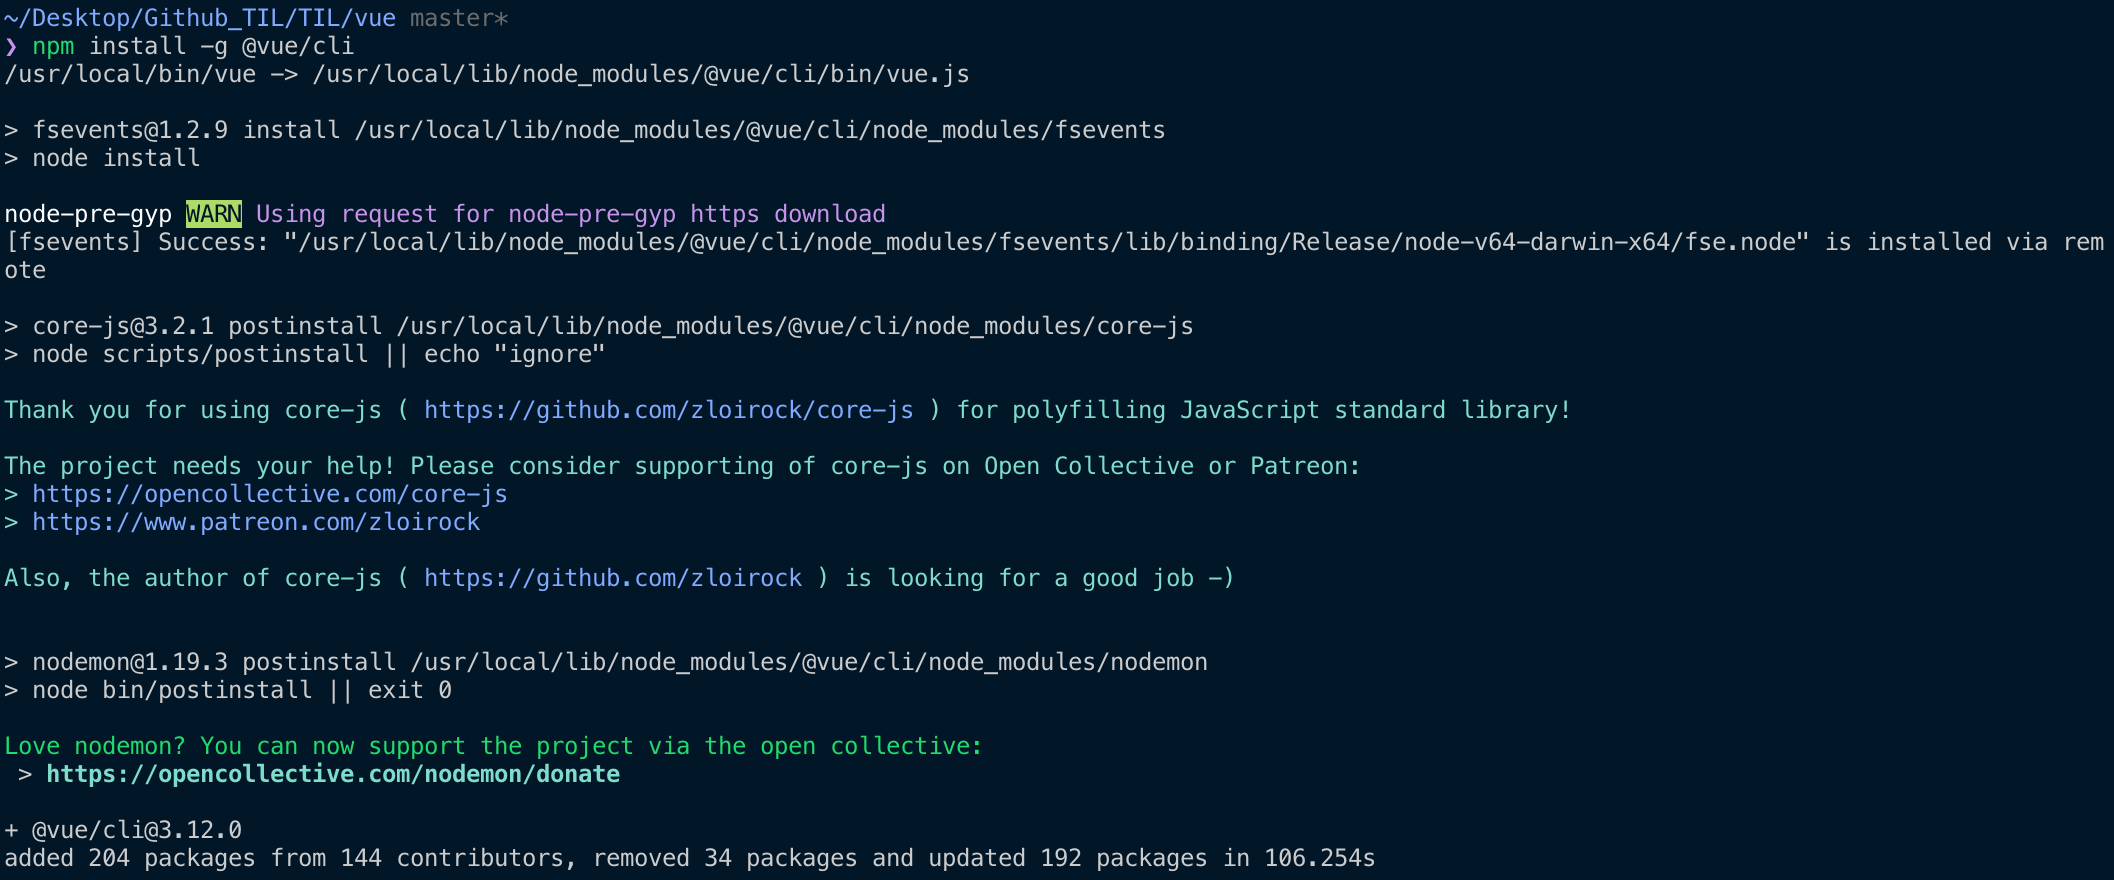 ~/Desktop/Github_TIL/TIL/vue master*
❯ npm install -g @vue/cli
/usr/local/bin/vue -> /usr/local/lib/node_modules/@vue/cli/bin/vue.js
> fsevents@1.2.9 install /usr/local/lib/node_modules/@vue/cli/node_modules/fsevents
> node install
node-pre-gyp WARN Using request for node-pre-gyp https download
[fsevents] Success: "/usr/local/lib/node_modules/@vue/cli/node_modules/fsevents/lib/binding/Release/node-v64-darwin-x64/fse.node" is installed via rem
ote
> core-js@3.2.1 postinstall /usr/local/lib/node_modules/@vue/cli/node_modules/core-js
> node scripts/postinstall || echo "ignore"
Thank you for using core-js ( https://github.com/zloirock/core-js ) for polyfilling JavaScript standard library!
The project needs your help! Please consider supporting of core-js on Open Collective or Patreon:
> https://opencollective.com/core-js
> https://www.patreon.com/zloirock
Also, the author of core-js ( https://github.com/zloirock ) is looking for a good job -)
> nodemon@1.19.3 postinstall /usr/local/lib/node_modules/@vue/cli/node_modules/nodemon
> node bin/postinstall || exit 0
Love nodemon? You can now support the project via the open collective:
 > https://opencollective.com/nodemon/donate
+ @vue/cli@3.12.0
added 204 packages from 144 contributors, removed 34 packages and updated 192 packages in 106.254s